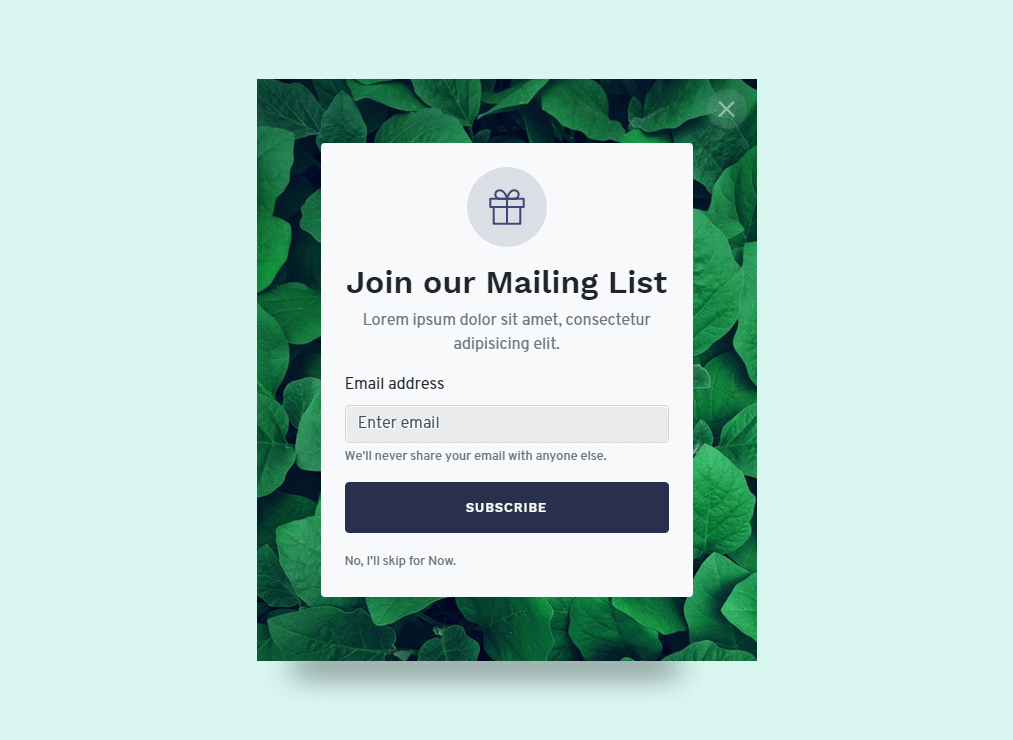 Join our Mailing List
Lorem ipsum dolor sit amet, consectetur
adipisicing elit.
Email address
Enter email
We'll never share your email with anyone else.
SUBSCRIBE
No, I'll skip for Now.